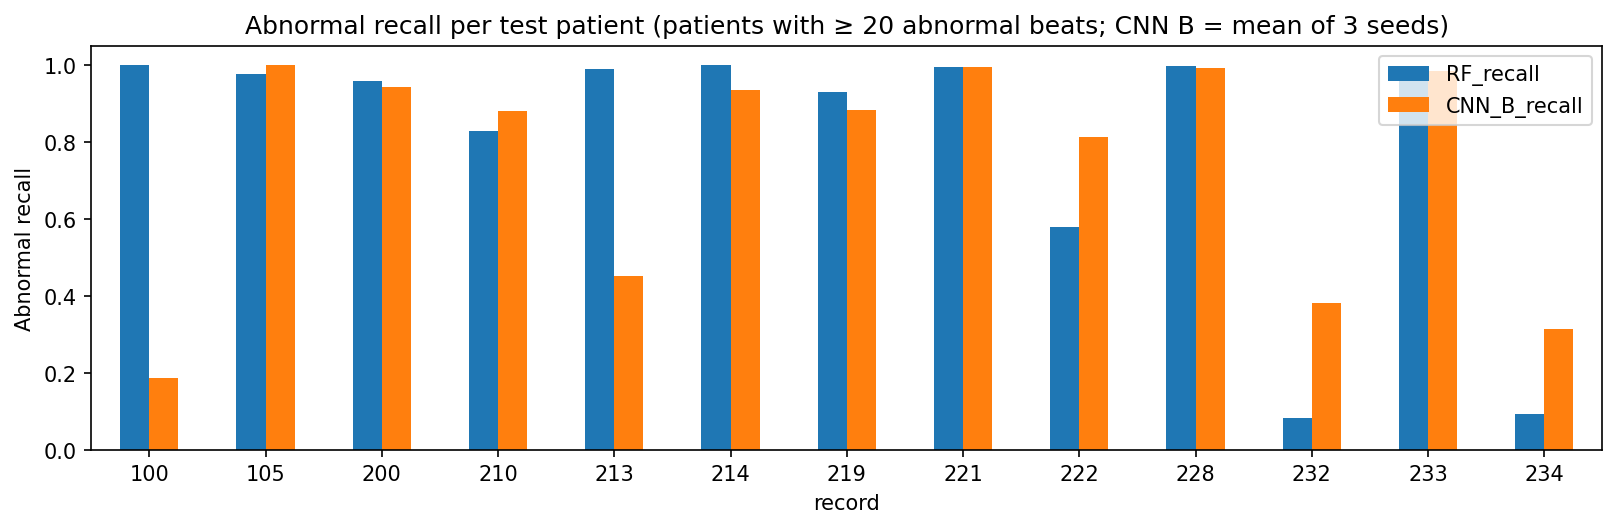 Abnormal recall per test patient (patients with ≥ 20 abnormal beats; CNN B = mean of 3 seeds)
RF_recall
CNN_B_recall
Abnormal recall
1.0
0.8
0.6
0.4
0.2
0.0
100 105 200 210 213 214 219 221 222 228 232 233 234
record